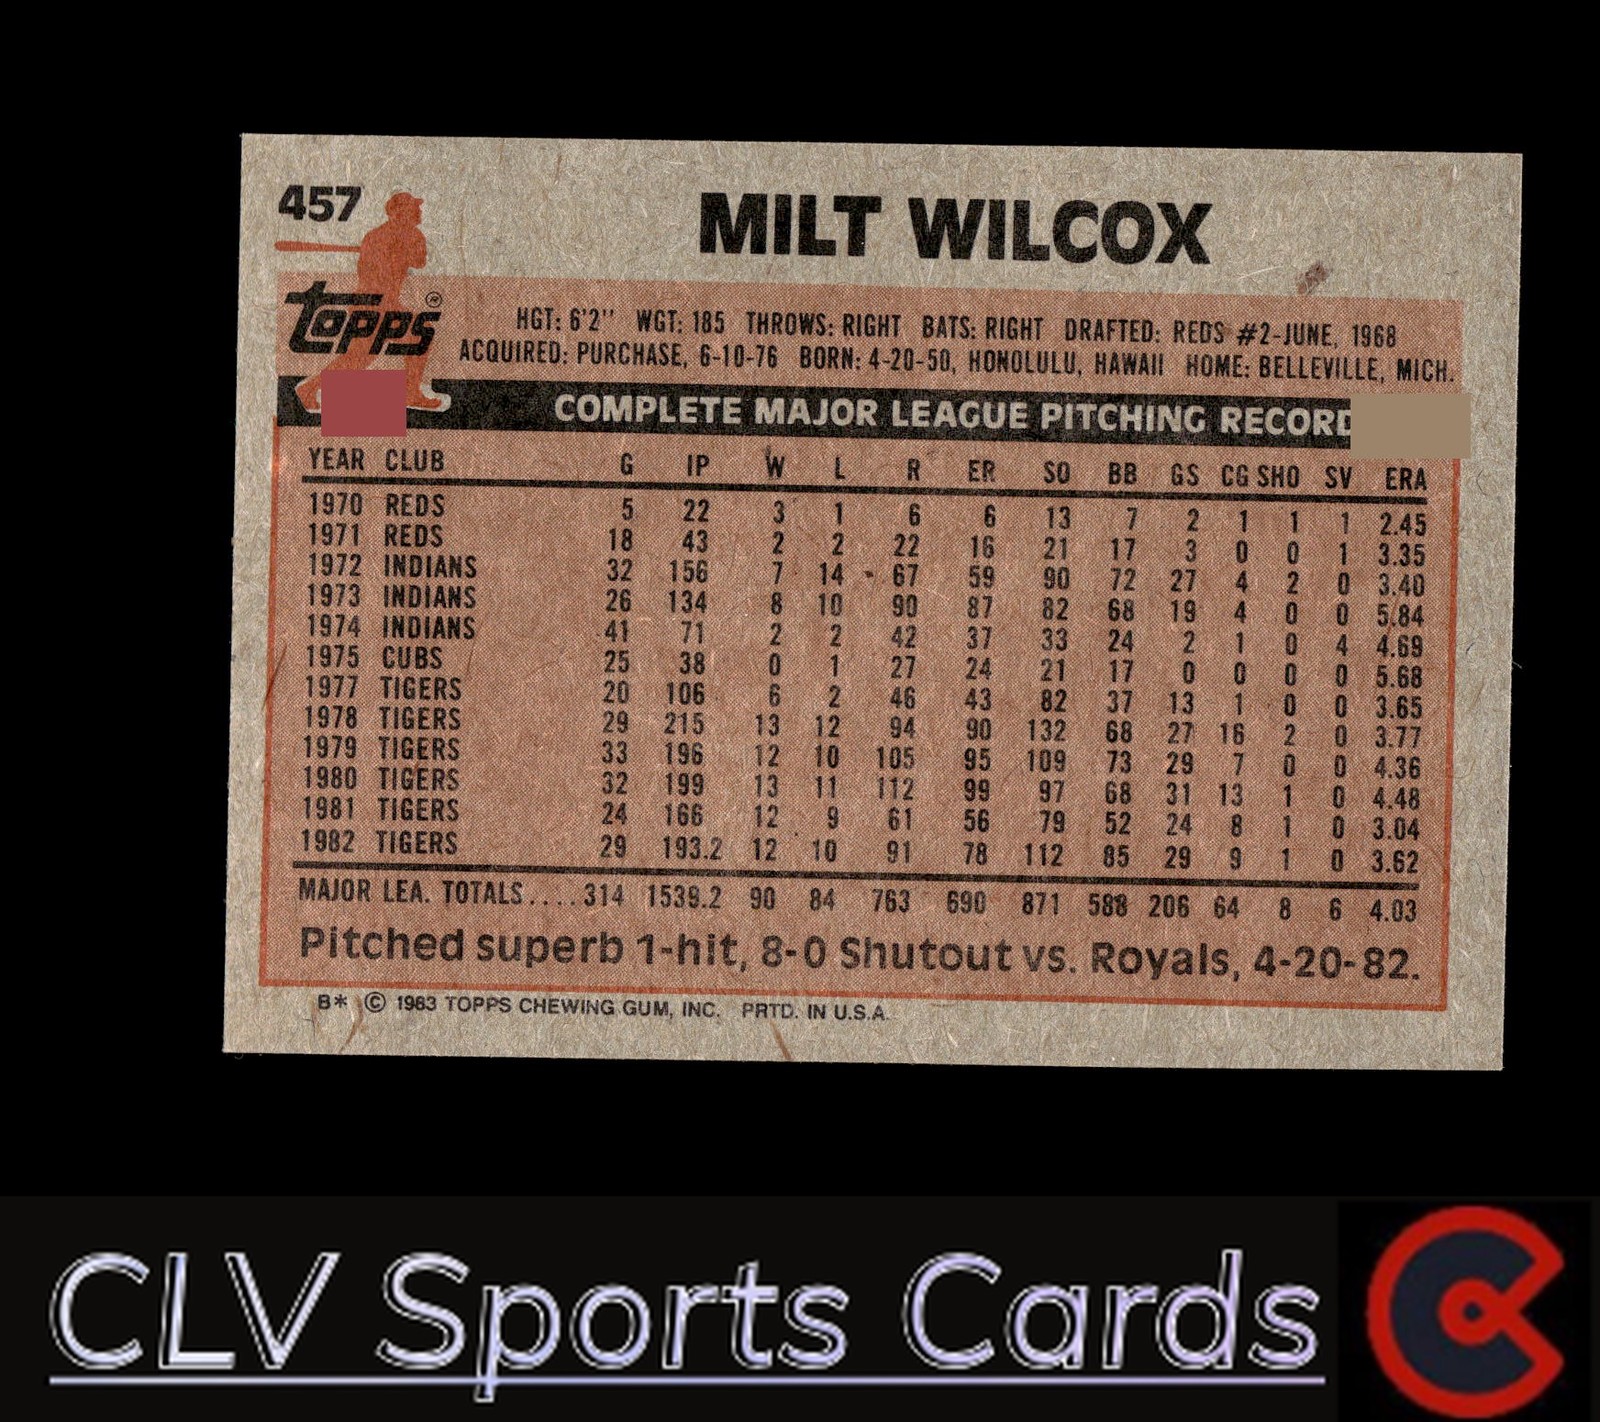 457
MILT WILCOX
topps®
HGT: 6'2'' WGT: 185 THROWS: RIGHT BATS: RIGHT DRAFTED: REDS #2-JUNE, 1968
ACQUIRED: PURCHASE, 6-10-76 BORN: 4-20-50, HONOLULU, HAWAII HOME: BELLEVILLE, MICH.
COMPLETE MAJOR LEAGUE PITCHING RECORD
YEAR CLUB G IP W L R ER SO BB GS CG SHO SV ERA
1970 REDS 5 22 3 1 6 6 13 7 2 1 1 1 2.45
1971 REDS 18 43 2 2 22 16 21 17 3 0 0 1 3.35
1972 INDIANS 32 156 7 14 67 59 90 72 27 4 2 0 3.40
1973 INDIANS 26 134 8 10 90 87 82 68 19 4 0 0 5.84
1974 INDIANS 41 71 2 2 42 37 33 24 2 1 0 4 4.69
1975 CUBS 25 38 0 1 27 24 21 17 0 0 0 0 5.68
1977 TIGERS 20 106 6 2 46 43 82 37 13 1 0 0 3.65
1978 TIGERS 29 215 13 12 94 90 132 68 27 16 2 0 3.77
1979 TIGERS 33 196 12 10 105 95 109 73 29 7 0 0 4.36
1980 TIGERS 32 199 13 11 112 99 97 68 31 13 1 0 4.48
1981 TIGERS 24 166 12 9 61 56 79 52 24 8 1 0 3.04
1982 TIGERS 29 193.2 12 10 91 78 112 85 29 9 1 0 3.62
MAJOR LEA. TOTALS.... 314 1539.2 90 84 763 690 871 588 206 64 8 6 4.03
Pitched superb 1-hit, 8-0 Shutout vs. Royals, 4-20-82.
B* © 1983 TOPPS CHEWING GUM, INC. PRTD. IN U.S.A.
CLV Sports Cards